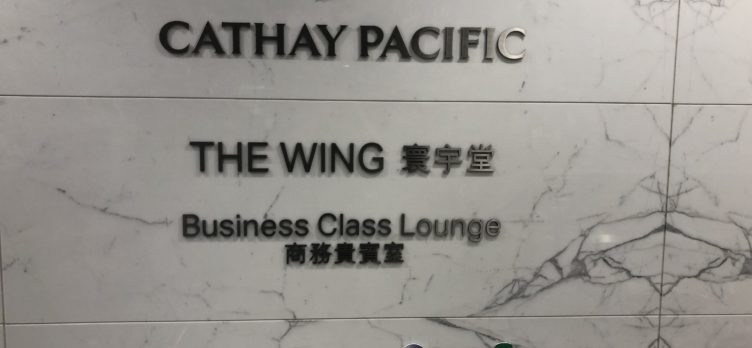 CATHAY PACIFIC
THE WING 寰宇堂
Business Class Lounge
商務貴賓室